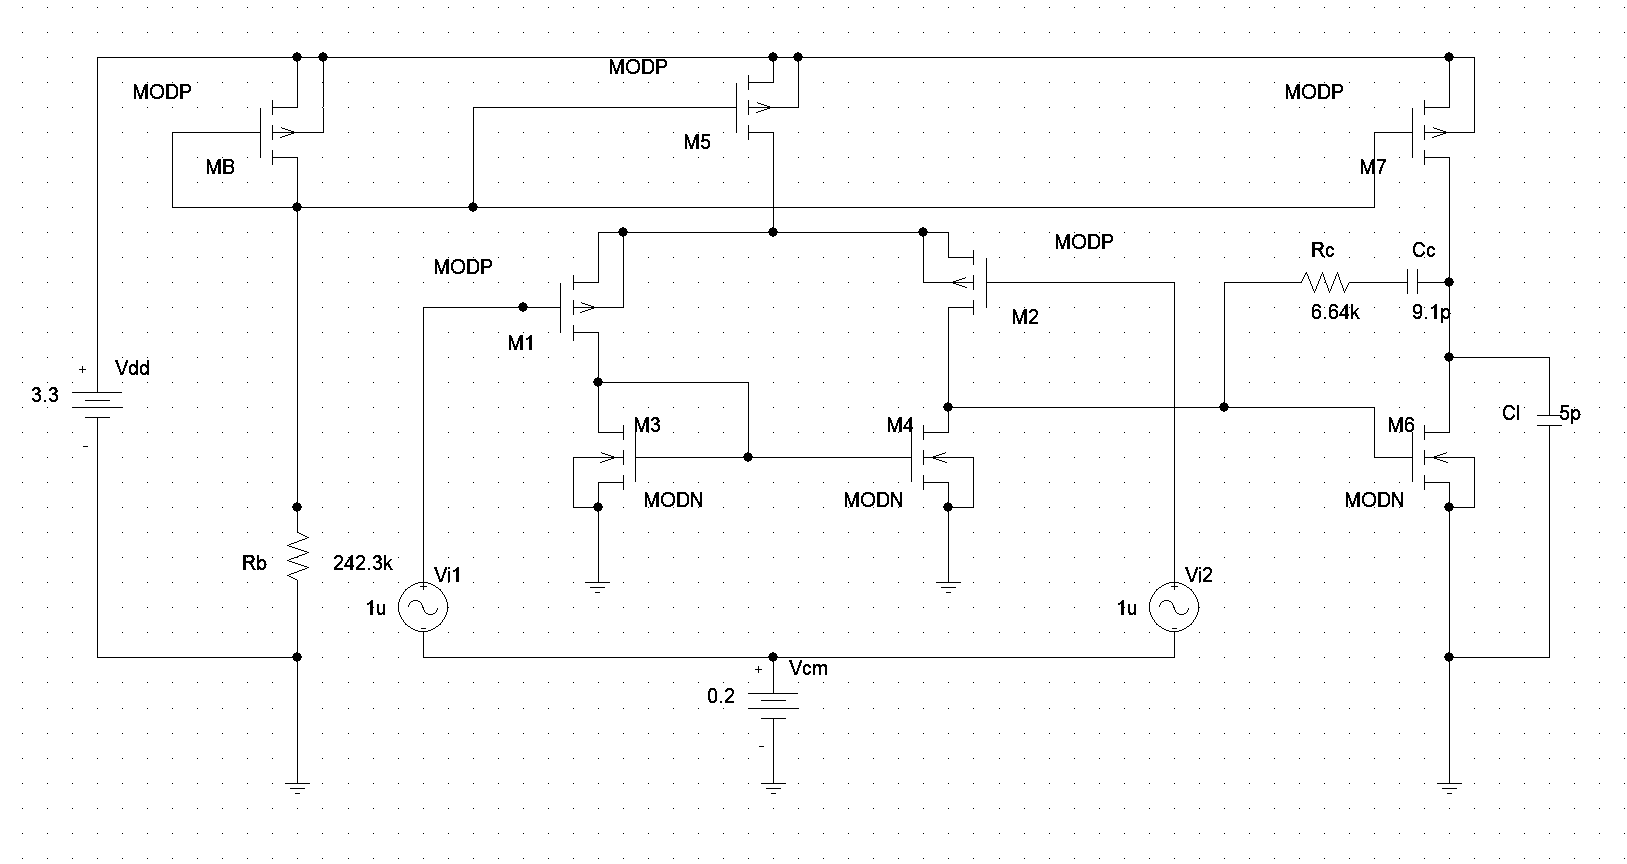 MODP
MODP
MODP
MB
M5
M7
MODP
MODP
Rc
Cc
6.64k
9.1p
M1
M2
+
Vdd
3.3
-
M3
M4
M6
Cl
5p
MODN
MODN
MODN
Rb
242.3k
Vi1
+
1u
-
Vi2
+
1u
-
+
Vcm
0.2
-